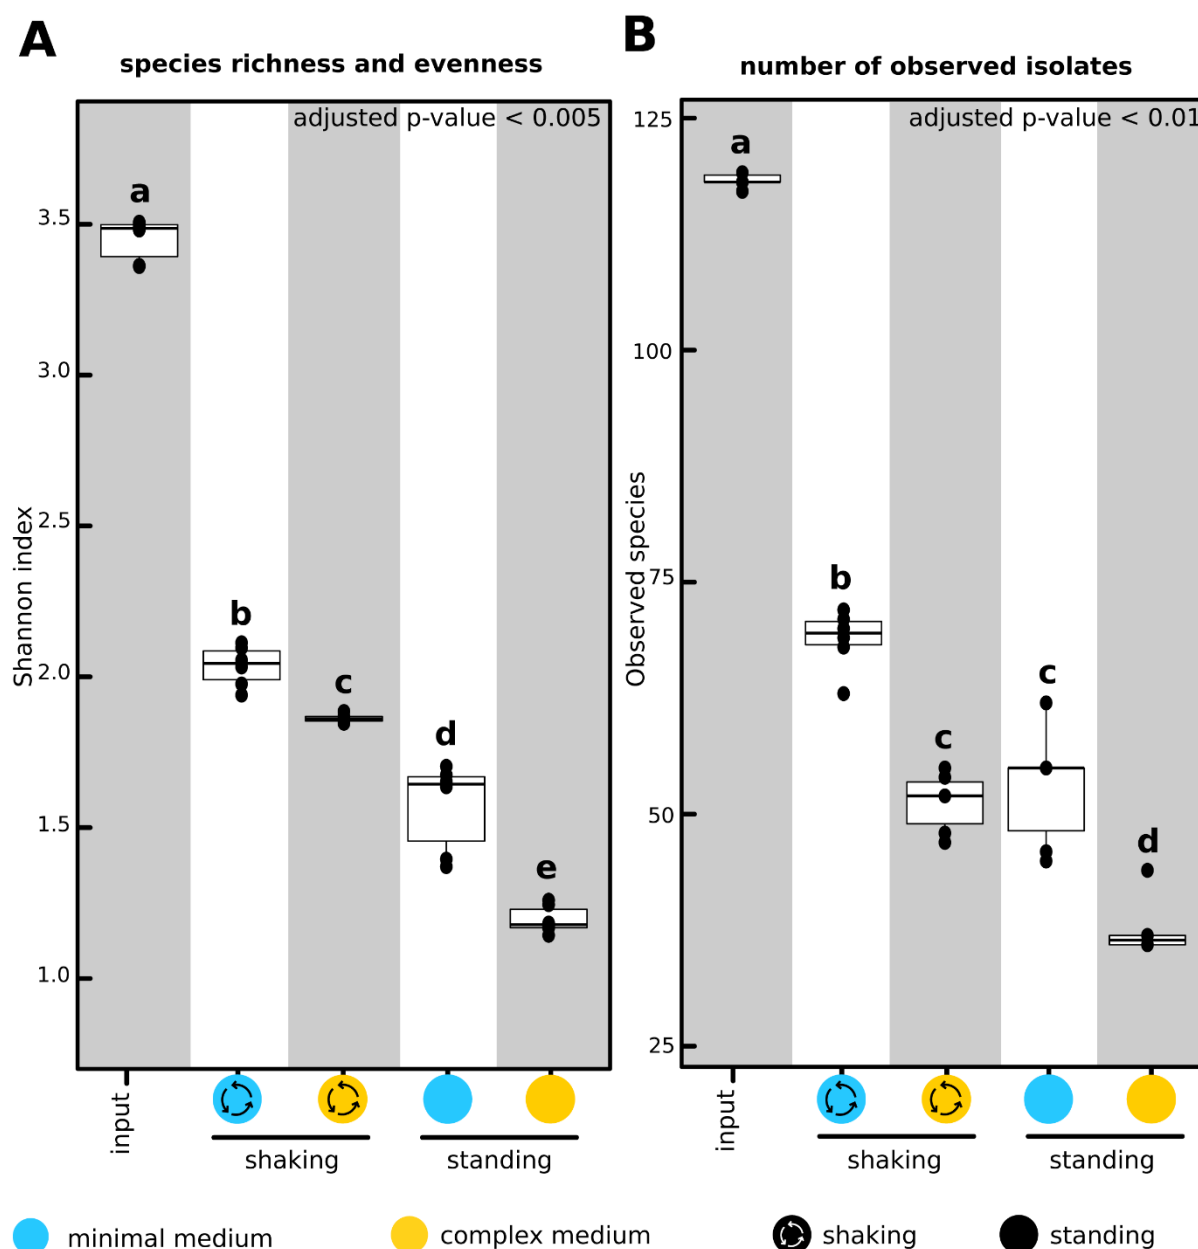 A
species richness and evenness
adjusted p-value < 0.005
Shannon index
3.5
3.0
2.5
2.0
1.5
1.0
a
b
c
d
e
input
shaking
standing
B
number of observed isolates
adjusted p-value < 0.01
Observed species
125
100
75
50
25
a
b
c
c
d
input
shaking
standing
minimal medium
complex medium
shaking
standing